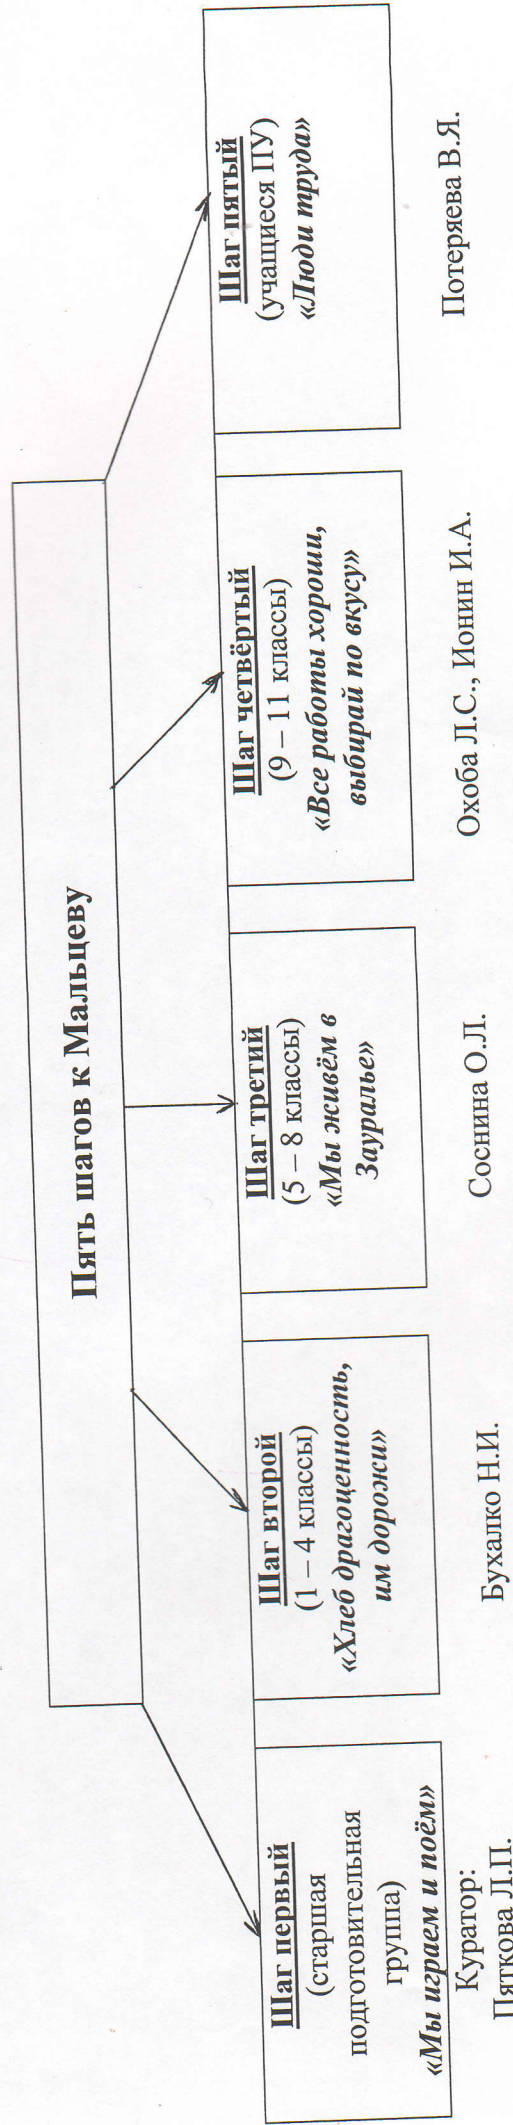 Пять шагов к Мальцеву
Шаг первый
(старшая
подготовительная
группа)
«Мы играем и поём»
Куратор:
Пяткова Л.П.
Шаг второй
(1 – 4 классы)
«Хлеб драгоценность,
им дорожи»
Бухалко Н.И.
Шаг третий
(5 – 8 классы)
«Мы живём в
Зауралье»
Соснина О.Л.
Шаг четвёртый
(9 – 11 классы)
«Все работы хороши,
выбирай по вкусу»
Охоба Л.С., Ионин И.А.
Шаг пятый
(учащиеся ПУ)
«Люди труда»
Потеряева В.Я.